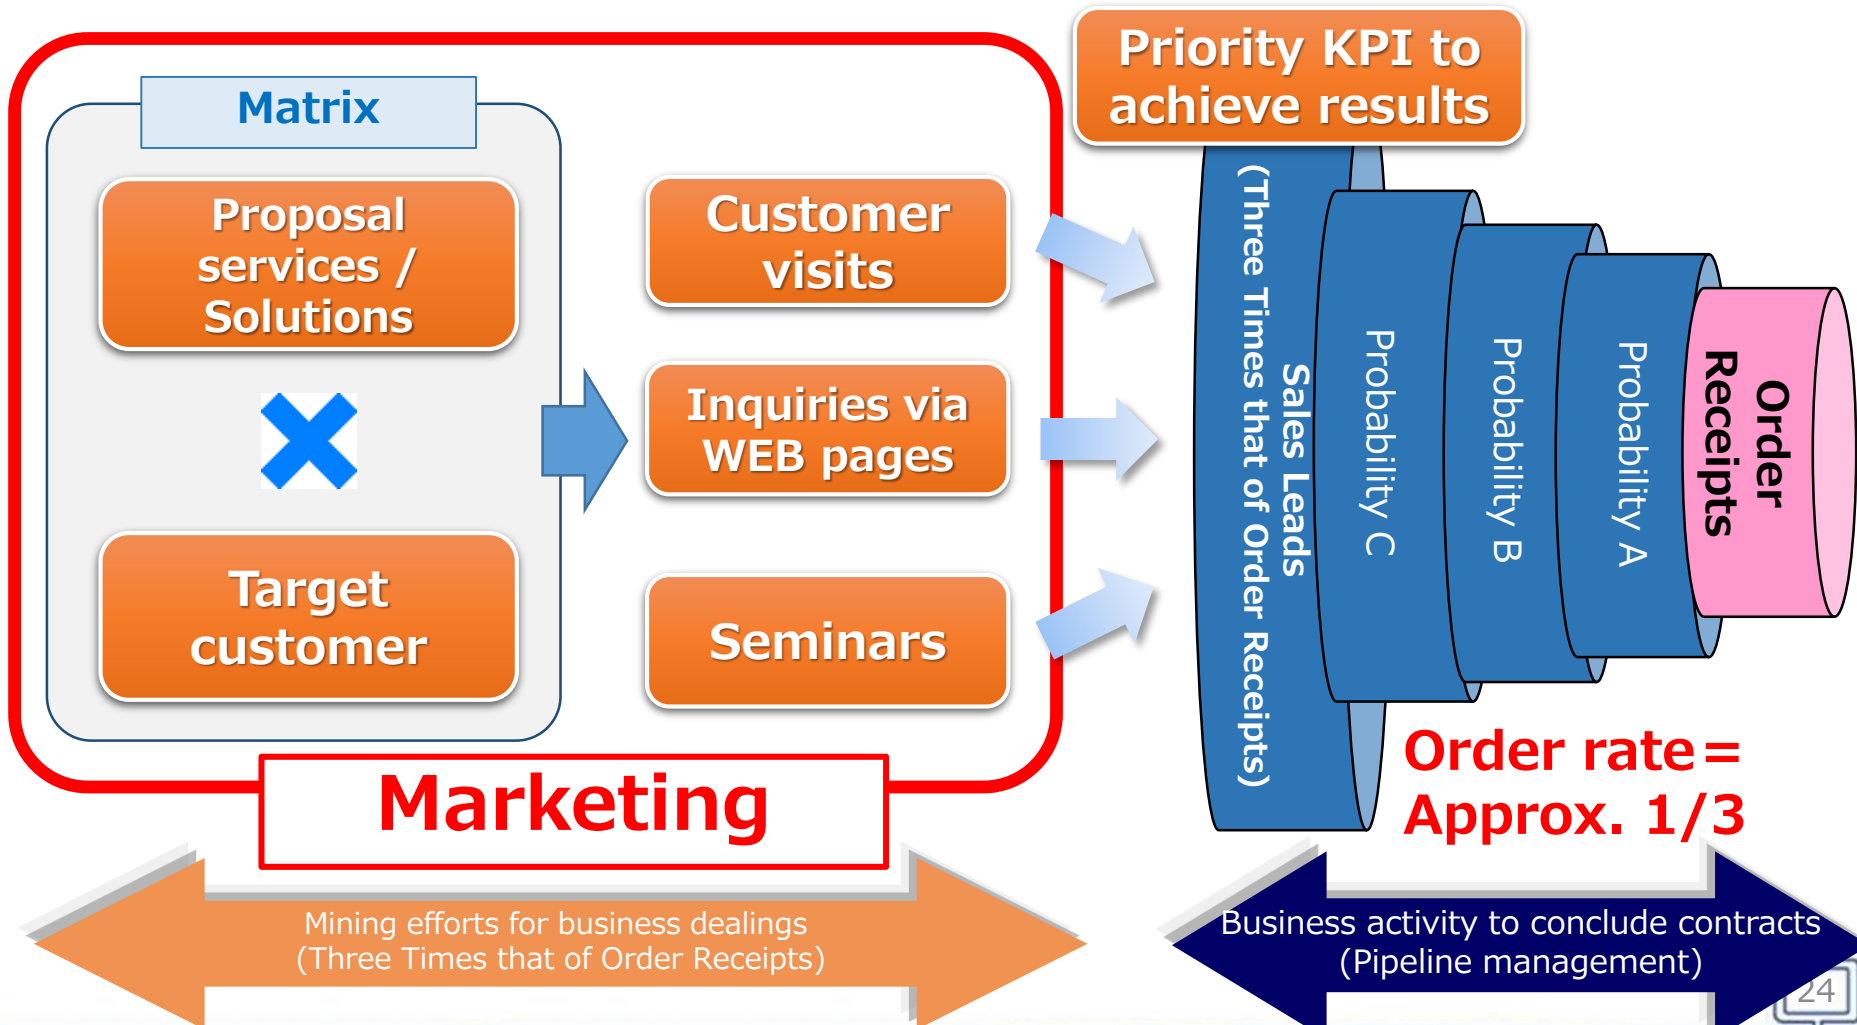 Matrix
Proposal
services /
Solutions
Target
customer
Customer
visits
Inquiries via
WEB pages
Seminars
Marketing
Priority KPI to
achieve results
Sales Leads
(Three Times that of Order Receipts)
Probability C
Probability B
Probability A
Order
Receipts
Order rate=
Approx. 1/3
Mining efforts for business dealings
(Three Times that of Order Receipts)
Business activity to conclude contracts
(Pipeline management)
24